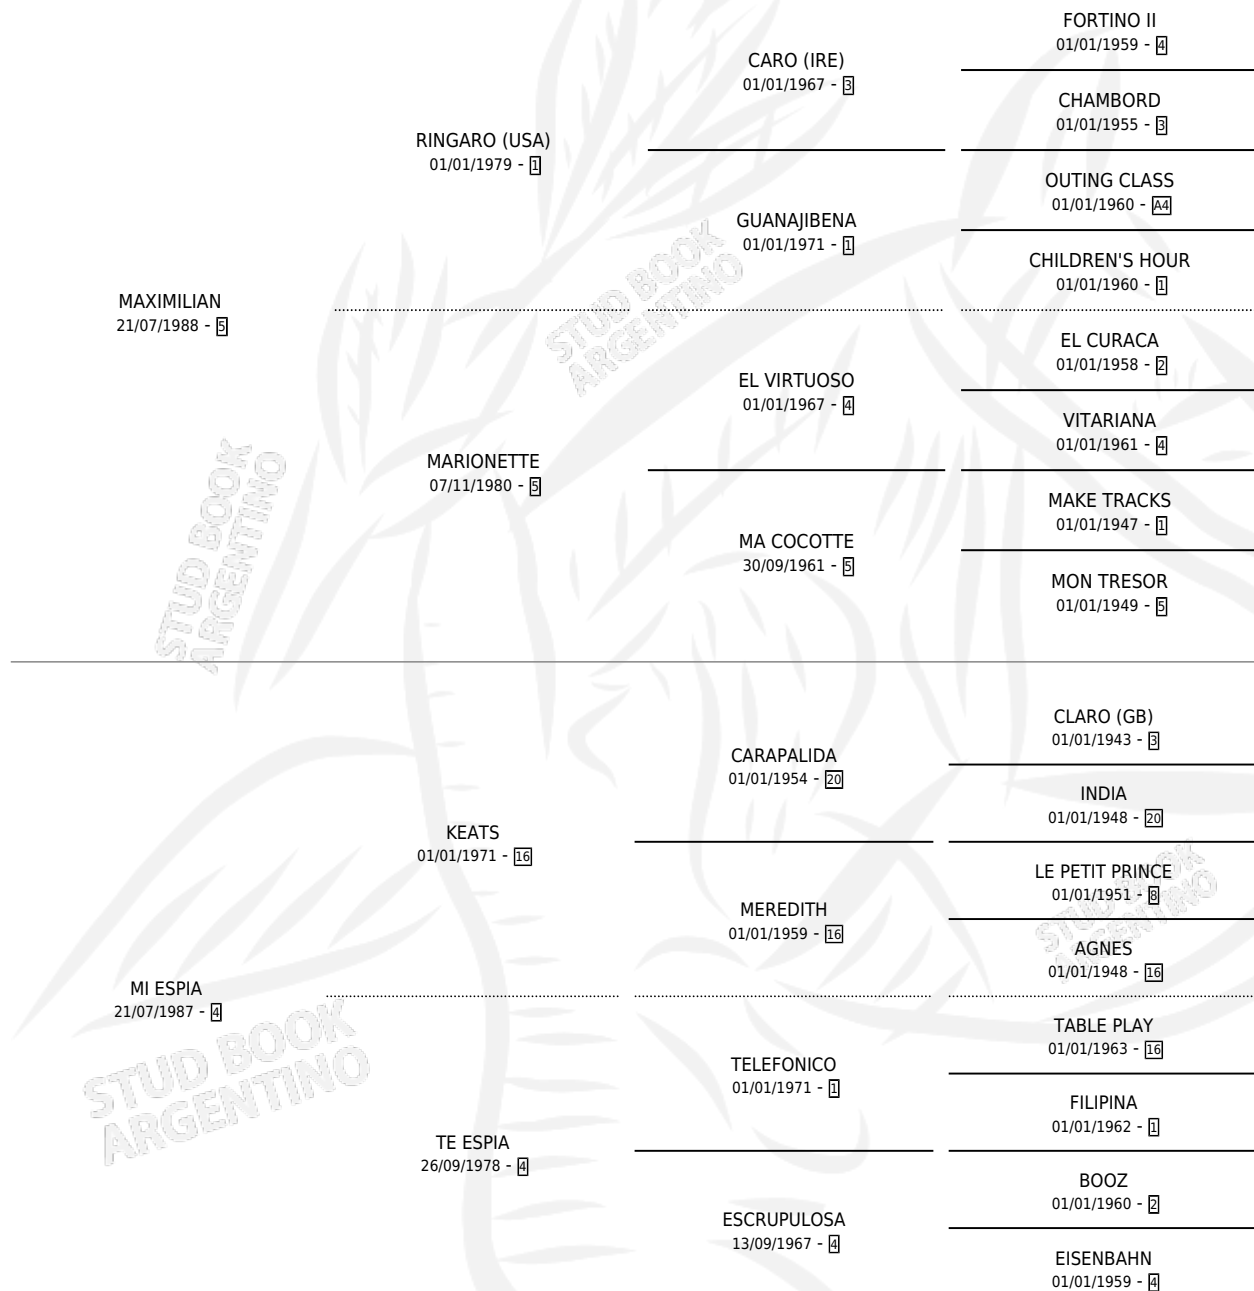 FORTINO II
01/01/1959 - 4
CARO (IRE)
01/01/1967 - 3
CHAMBORD
01/01/1955 - 3
RINGARO (USA)
01/01/1979 - 1
OUTING CLASS
01/01/1960 - A4
GUANAJIBENA
01/01/1971 - 1
CHILDREN'S HOUR
01/01/1960 - 1
MAXIMILIAN
21/07/1988 - 5
EL CURACA
01/01/1958 - 2
EL VIRTUOSO
01/01/1967 - 4
VITARIANA
01/01/1961 - 4
MARIONETTE
07/11/1980 - 5
MAKE TRACKS
01/01/1947 - 1
MA COCOTTE
30/09/1961 - 5
MON TRESOR
01/01/1949 - 5
CLARO (GB)
01/01/1943 - 3
CARAPALIDA
01/01/1954 - 20
INDIA
01/01/1948 - 20
KEATS
01/01/1971 - 16
LE PETIT PRINCE
01/01/1951 - 8
MEREDITH
01/01/1959 - 16
AGNES
01/01/1948 - 16
MI ESPIA
21/07/1987 - 4
TABLE PLAY
01/01/1963 - 16
TELEFONICO
01/01/1971 - 1
FILIPINA
01/01/1962 - 1
TE ESPIA
26/09/1978 - 4
BOOZ
01/01/1960 - 2
ESCRUPULOSA
13/09/1967 - 4
EISENBAHN
01/01/1959 - 4
STUD BOOK
ARGENTINO
STUD BOOK
ARGENTINO
STUD BOOK
ARGENTINO
STUD BOOK
ARGENTINO